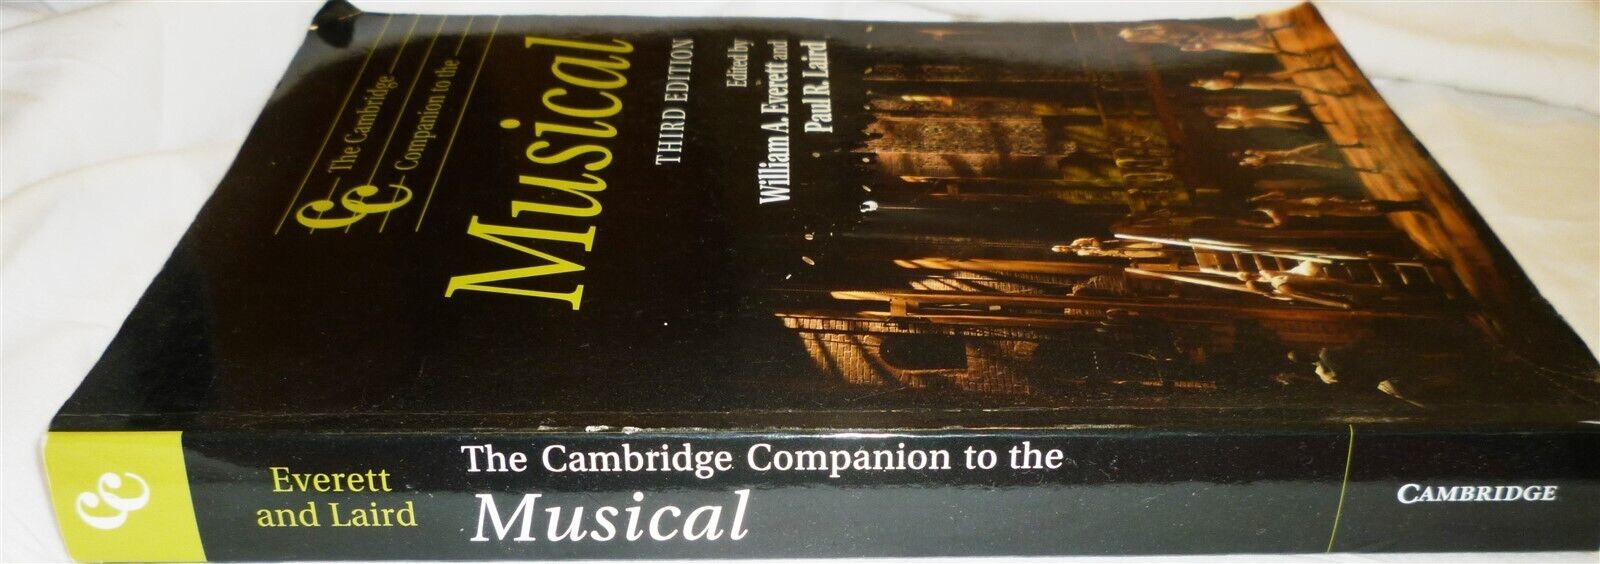 The Cambridge
Companion to the
Musical
THIRD EDITION
Edited by
William A. Everett and
Paul R. Laird
CC
Everett
and Laird
The Cambridge Companion to the
Musical
CAMBRIDGE